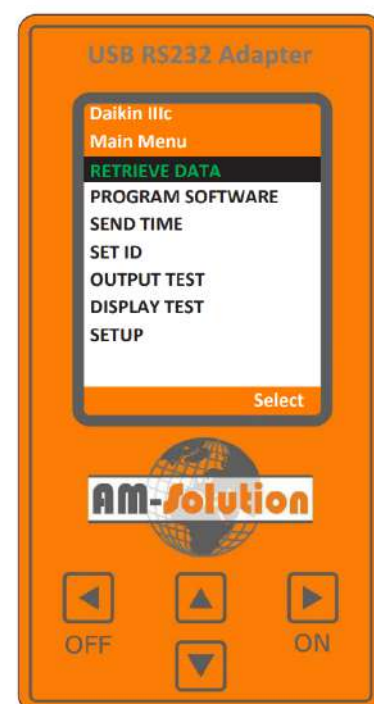 USB RS232 Adapter
Daikin IIIc
Main Menu
RETRIEVE DATA
PROGRAM SOFTWARE
SEND TIME
SET ID
OUTPUT TEST
DISPLAY TEST
SETUP
Select
AM-Solution
OFF
ON